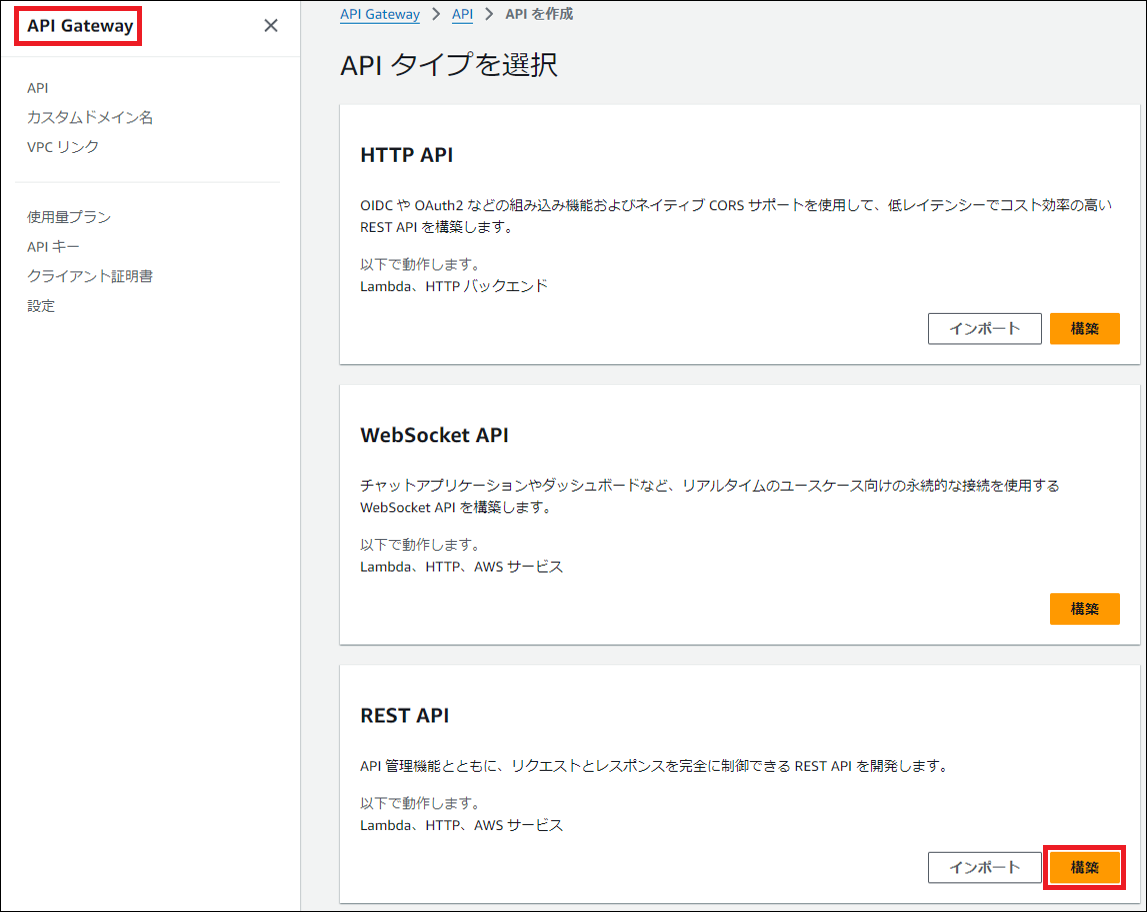 API Gateway
API
カスタムドメイン名
VPC リンク
使用量プラン
API キー
クライアント証明書
設定
API Gateway > API > API を作成
API タイプを選択
HTTP API
OIDC や OAuth2 などの組み込み機能およびネイティブ CORS サポートを使用して、低レイテンシーでコスト効率の高い
REST API を構築します。
以下で動作します。
Lambda、HTTP バックエンド
インポート 構築
WebSocket API
チャットアプリケーションやダッシュボードなど、リアルタイムのユースケース向けの永続的な接続を使用する
WebSocket API を構築します。
以下で動作します。
Lambda、HTTP、AWS サービス
構築
REST API
API 管理機能とともに、リクエストとレスポンスを完全に制御できる REST API を開発します。
以下で動作します。
Lambda、HTTP、AWS サービス
インポート 構築